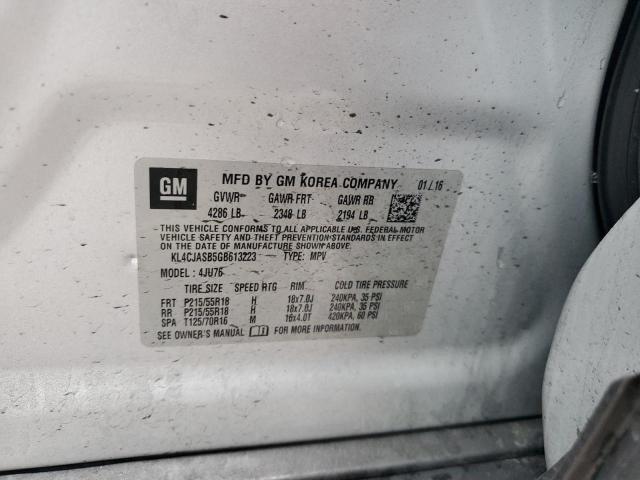 GM
MFD BY GM KOREA COMPANY 01/16
GVWR GAWR FRT GAWR RR
4286 LB 2348 LB 2194 LB
THIS VEHICLE CONFORMS TO ALL APPLICABLE U.S. FEDERAL MOTOR
VEHICLE SAFETY AND THEFT PREVENTION STANDARDS IN EFFECT
ON THE DATE OF MANUFACTURE SHOWN ABOVE.
KL4CJASB5GB613223 TYPE: MPV
MODEL: 4JU76
TIRE SIZE SPEED RTG RIM COLD TIRE PRESSURE
FRT P215/55R18 H 18x7.0J 240KPA, 35 PSI
RR P215/55R18 H 18x7.0J 240KPA, 35 PSI
SPA T125/70R16 M 16x4.0T 420KPA, 60 PSI
SEE OWNER'S MANUAL FOR MORE INFORMATION.